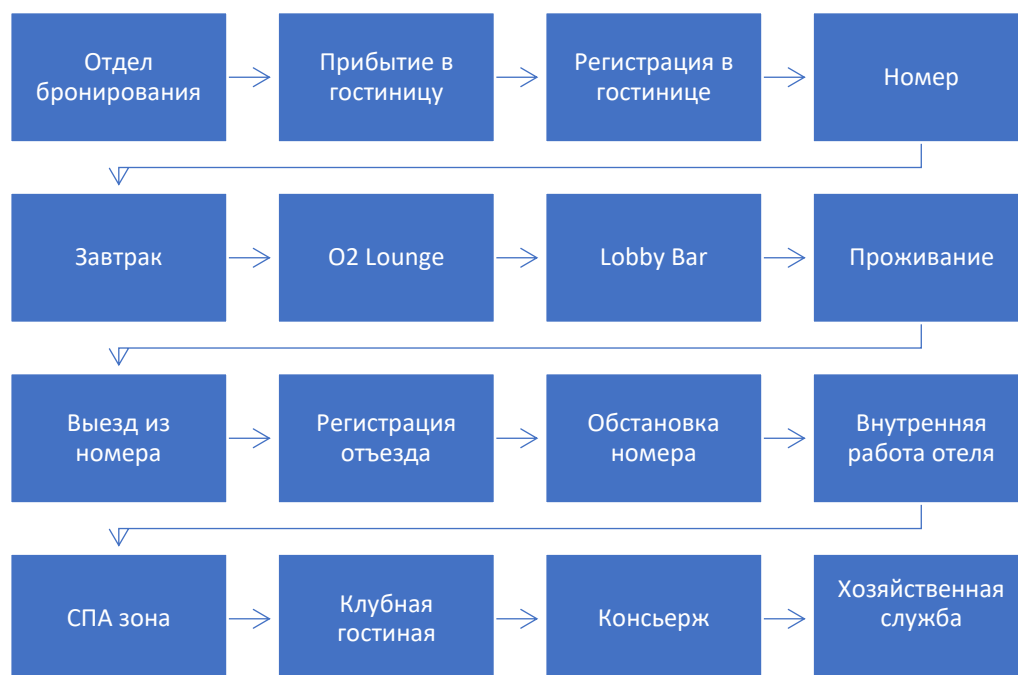 Отдел
бронирования
Прибытие в
гостиницу
Регистрация в
гостинице
Номер
Завтрак
O2 Lounge
Lobby Bar
Проживание
Выезд из
номера
Регистрация
отъезда
Обстановка
номера
Внутренняя
работа отеля
СПА зона
Клубная
гостиная
Консьерж
Хозяйственная
служба